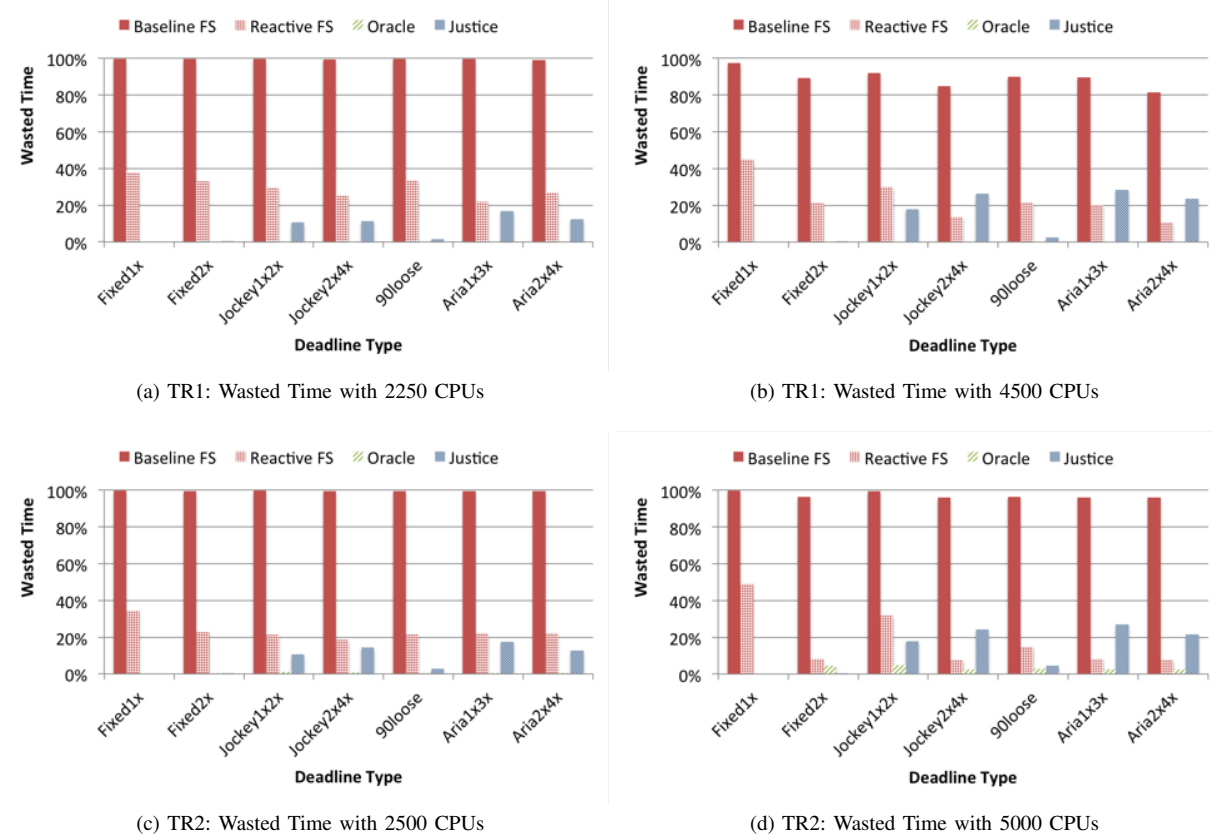 Baseline FS Reactive FS Oracle Justice
100%
80%
60%
40%
20%
0%
Wasted Time
Fixed1x Fixed2x Jockey1x2x Jockey2x4x 90loose Aria1x3x Aria2x4x
Deadline Type
(a) TR1: Wasted Time with 2250 CPUs
Baseline FS Reactive FS Oracle Justice
100%
80%
60%
40%
20%
0%
Wasted Time
Fixed1x Fixed2x Jockey1x2x Jockey2x4x 90loose Aria1x3x Aria2x4x
Deadline Type
(b) TR1: Wasted Time with 4500 CPUs
Baseline FS Reactive FS Oracle Justice
100%
80%
60%
40%
20%
0%
Wasted Time
Fixed1x Fixed2x Jockey1x2x Jockey2x4x 90loose Aria1x3x Aria2x4x
Deadline Type
(c) TR2: Wasted Time with 2500 CPUs
Baseline FS Reactive FS Oracle Justice
100%
80%
60%
40%
20%
0%
Wasted Time
Fixed1x Fixed2x Jockey1x2x Jockey2x4x 90loose Aria1x3x Aria2x4x
Deadline Type
(d) TR2: Wasted Time with 5000 CPUs